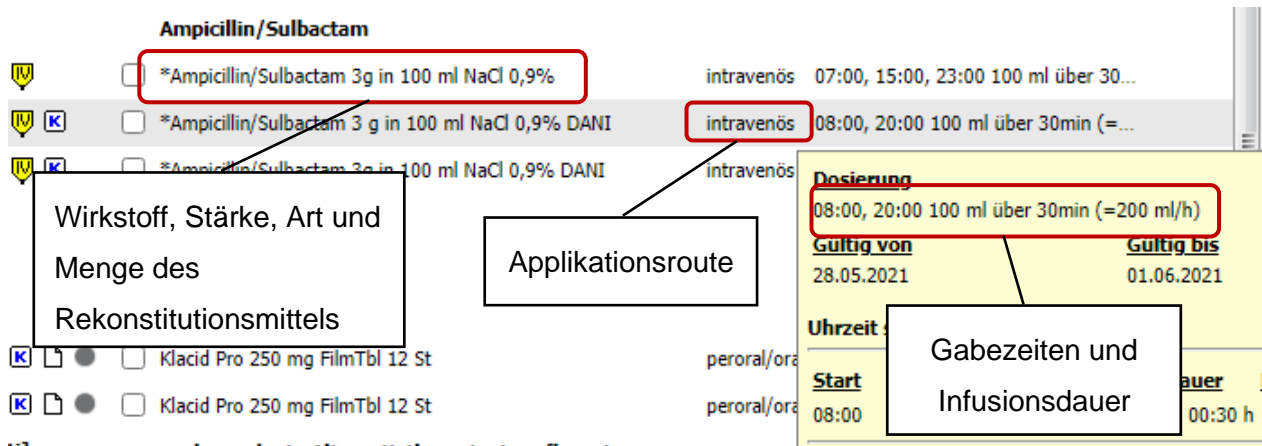 Ampicillin/Sulbactam
IV *Ampicillin/Sulbactam 3g in 100 ml NaCl 0,9% intravenös 07:00, 15:00, 23:00 100 ml über 30...
IV K *Ampicillin/Sulbactam 3 g in 100 ml NaCl 0,9% DANI intravenös 08:00, 20:00 100 ml über 30min (=...
IV K *Ampicillin/Sulbactam 3g in 100 ml NaCl 0,9% DANI intravenös
Dosierung
08:00, 20:00 100 ml über 30min (=200 ml/h)
Gültig von Gültig bis
28.05.2021 01.06.2021
Uhrzeit
Start
08:00 00:30 h
Wirkstoff, Stärke, Art und
Menge des
Rekonstitutionsmittels
Applikationsroute
Gabezeiten und
Infusionsdauer
K Klacid Pro 250 mg FilmTbl 12 St peroral/ora
K Klacid Pro 250 mg FilmTbl 12 St peroral/ora